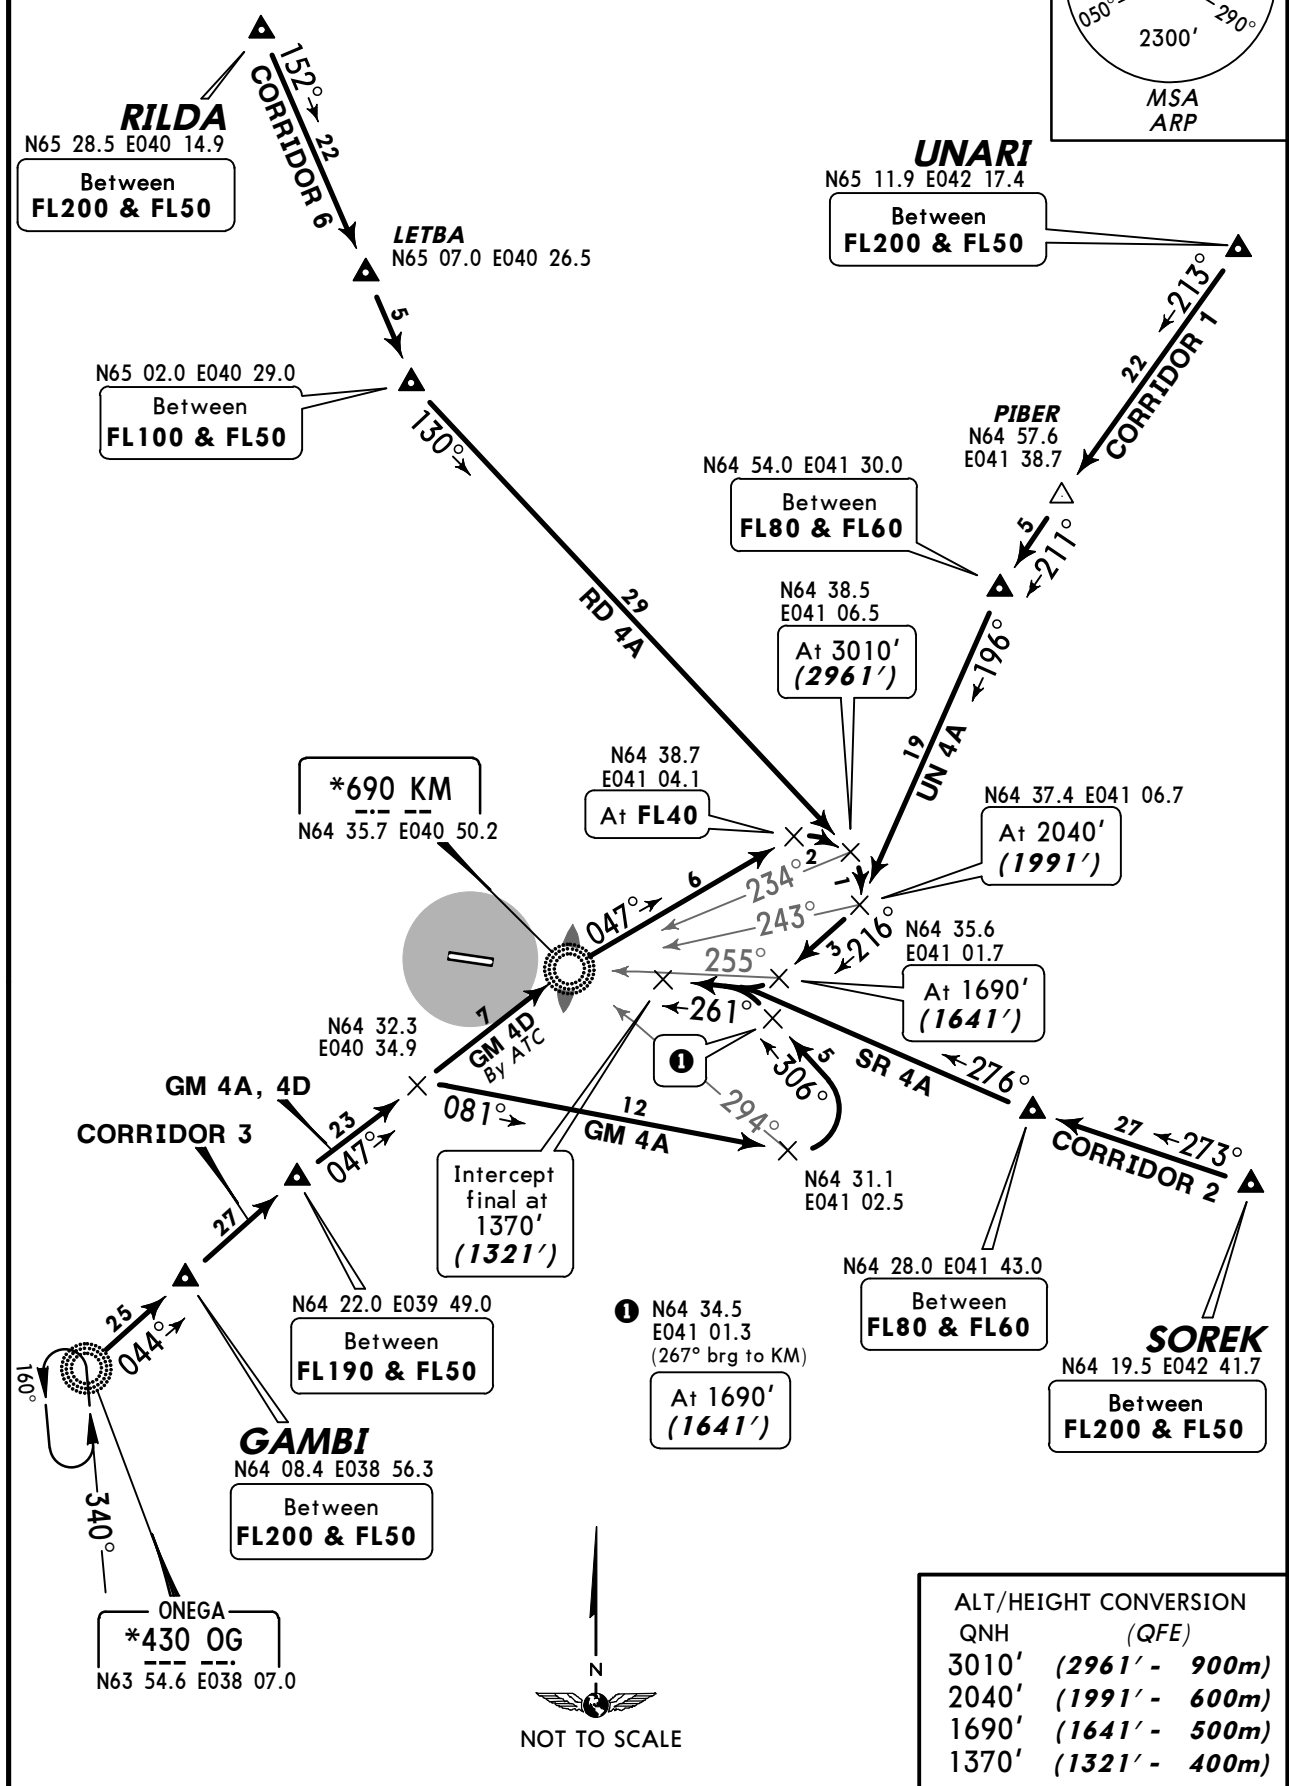 050°
290°
2300'
MSA
ARP
152°
CORRIDOR 6
22
RILDA
N65 28.5 E040 14.9
Between
FL200 & FL50
LETBA
N65 07.0 E040 26.5
5
UNARI
N65 11.9 E042 17.4
Between
FL200 & FL50
213°
22
CORRIDOR 1
N65 02.0 E040 29.0
Between
FL100 & FL50
130°
PIBER
N64 57.6
E041 38.7
5
211°
N64 54.0 E041 30.0
Between
FL80 & FL60
29
RD 4A
N64 38.5
E041 06.5
At 3010'
(2961')
196°
19
UN 4A
*690 KM
N64 35.7 E040 50.2
N64 38.7
E041 04.1
At FL40
N64 37.4 E041 06.7
At 2040'
(1991')
2
1
6
047°
234°
243°
255°
216°
3
N64 35.6
E041 01.7
At 1690'
(1641')
261°
7
GM 4D
By ATC
N64 32.3
E040 34.9
1
5
306°
294°
SR 4A
276°
GM 4A, 4D
23
047°
081°
12
GM 4A
27
273°
CORRIDOR 2
CORRIDOR 3
27
Intercept
final at
1370'
(1321')
N64 31.1
E041 02.5
N64 28.0 E041 43.0
Between
FL80 & FL60
N64 22.0 E039 49.0
Between
FL190 & FL50
1 N64 34.5
E041 01.3
(267° brg to KM)
At 1690'
(1641')
SOREK
N64 19.5 E042 41.7
Between
FL200 & FL50
25
044°
160°
340°
GAMBI
N64 08.4 E038 56.3
Between
FL200 & FL50
ONEGA
*430 OG
N63 54.6 E038 07.0
N
NOT TO SCALE
ALT/HEIGHT CONVERSION
QNH (QFE)
3010' (2961' - 900m)
2040' (1991' - 600m)
1690' (1641' - 500m)
1370' (1321' - 400m)